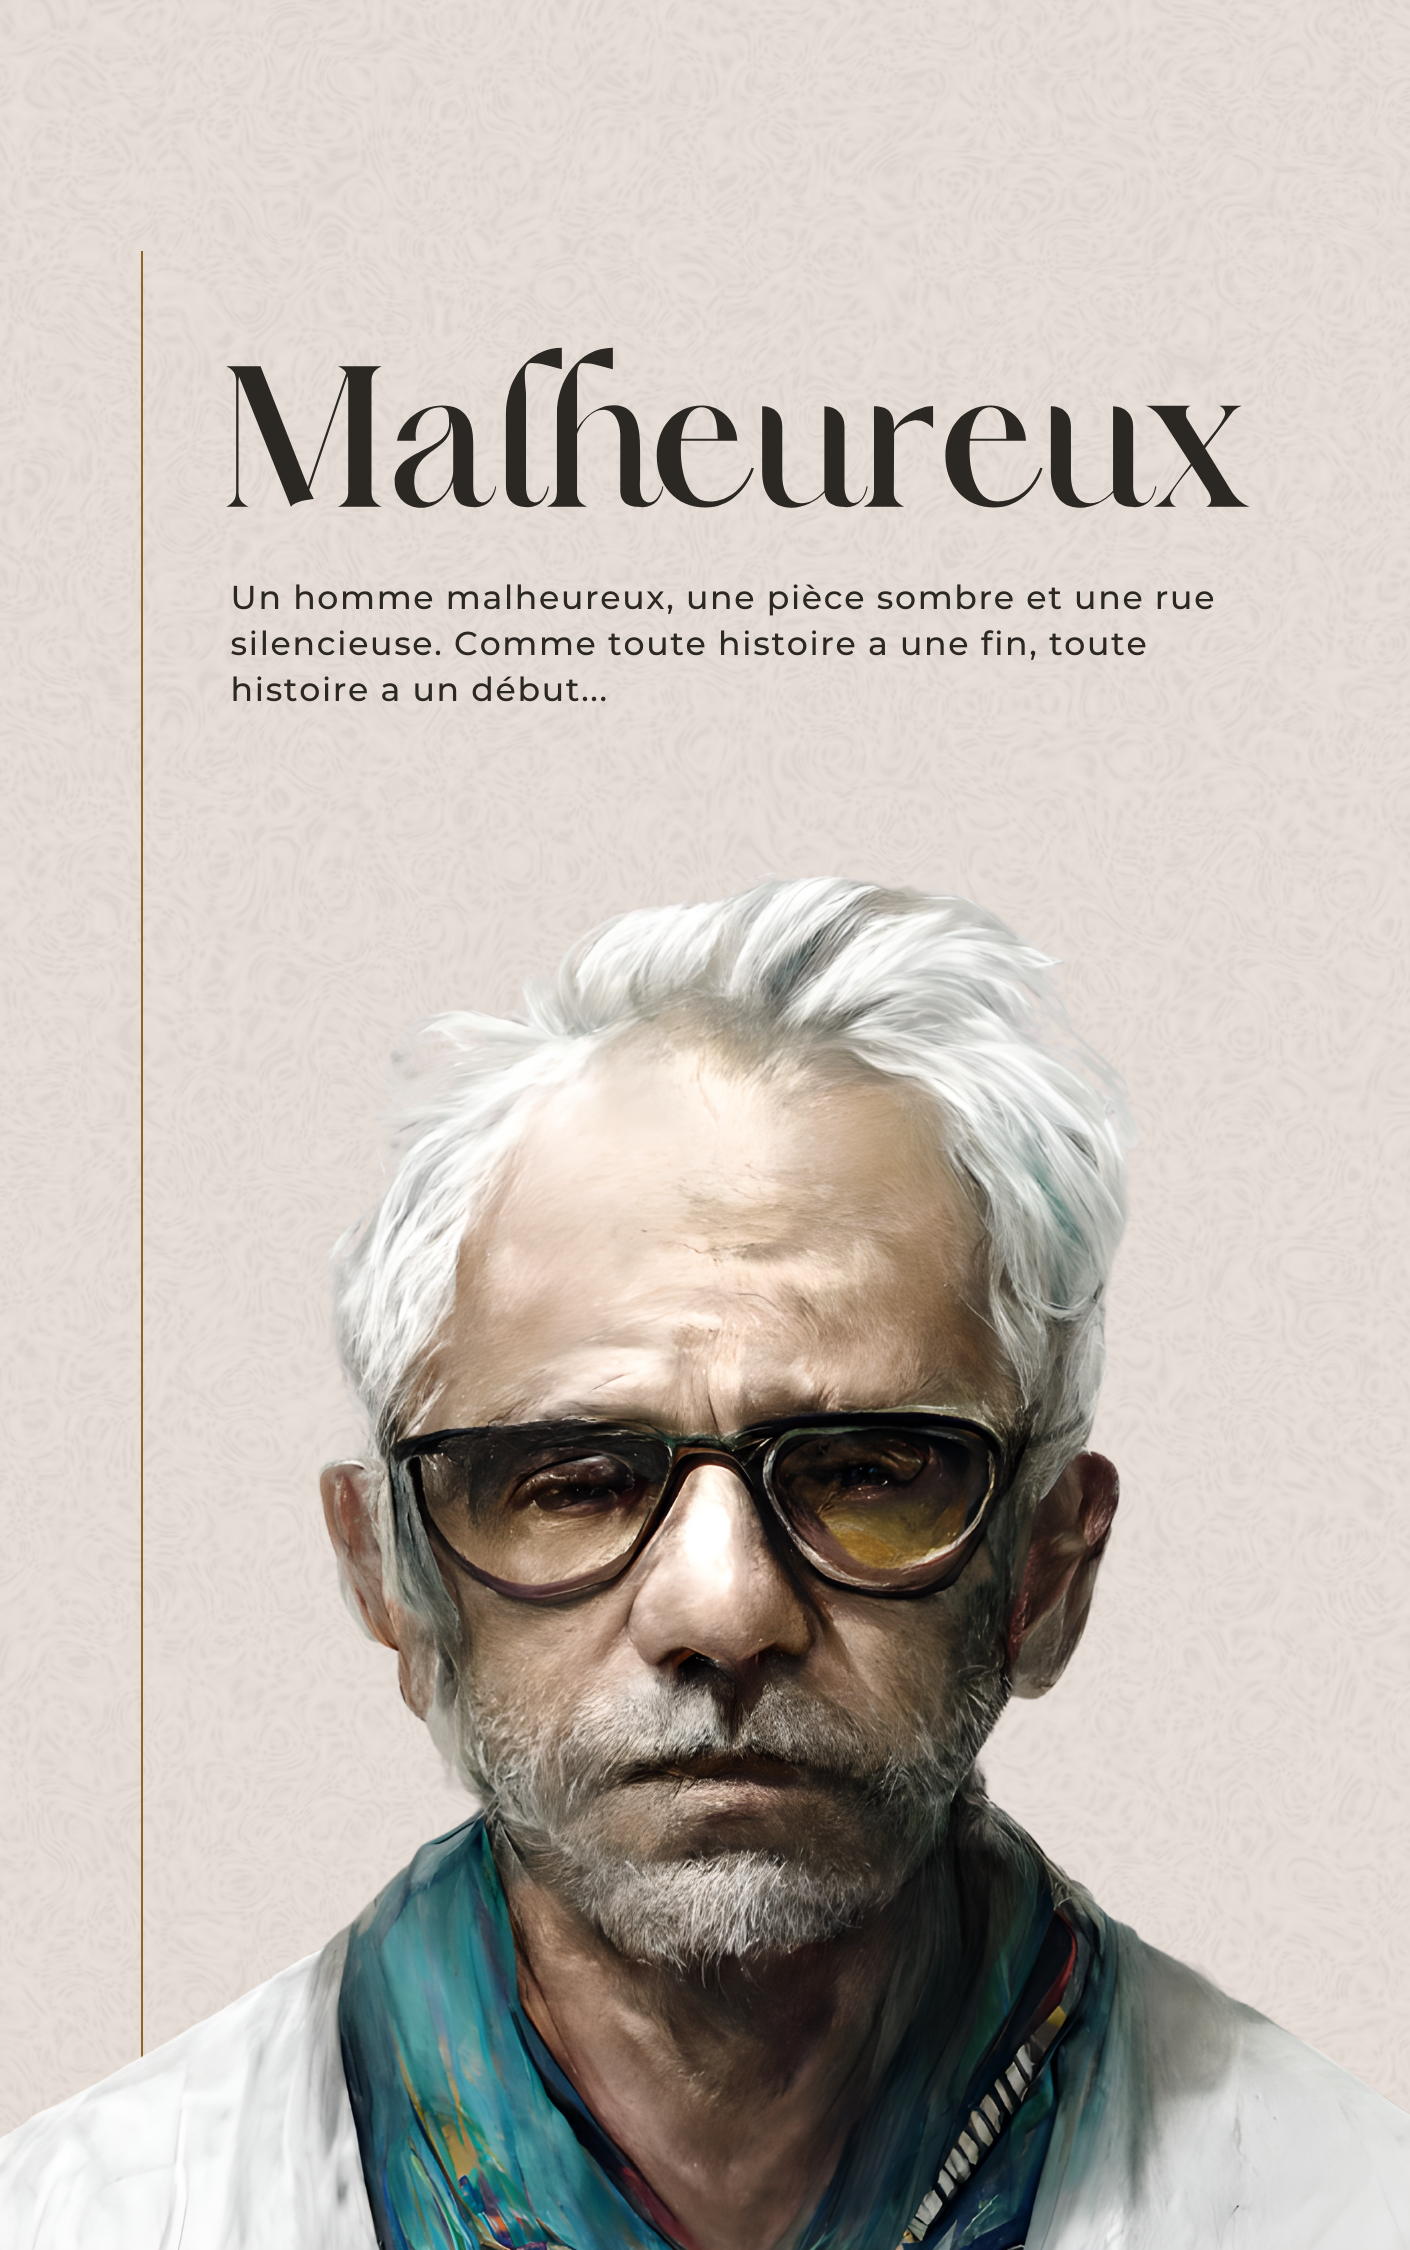 Malheureux
Un homme malheureux, une pièce sombre et une rue
silencieuse. Comme toute histoire a une fin, toute
histoire a un début...